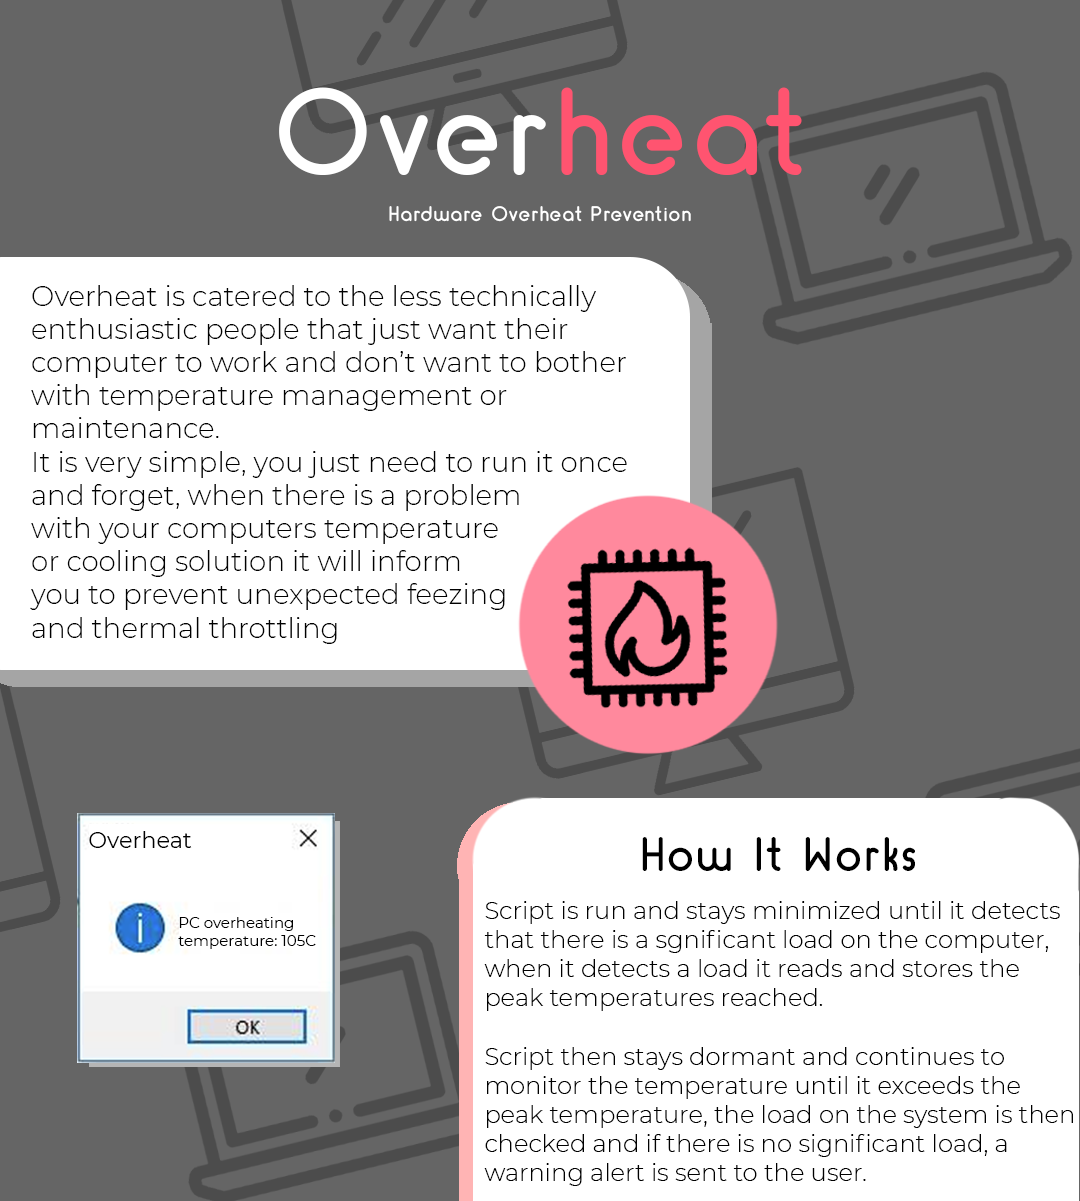 Overheat
Hardware Overheat Prevention
Overheat is catered to the less technically
enthusiastic people that just want their
computer to work and don’t want to bother
with temperature management or
maintenance.
It is very simple, you just need to run it once
and forget, when there is a problem
with your computers temperature
or cooling solution it will inform
you to prevent unexpected feezing
and thermal throttling
Overheat
PC overheating
temperature: 105C
OK
How It Works
Script is run and stays minimized until it detects
that there is a sgnificant load on the computer,
when it detects a load it reads and stores the
peak temperatures reached.
Script then stays dormant and continues to
monitor the temperature until it exceeds the
peak temperature, the load on the system is then
checked and if there is no significant load, a
warning alert is sent to the user.